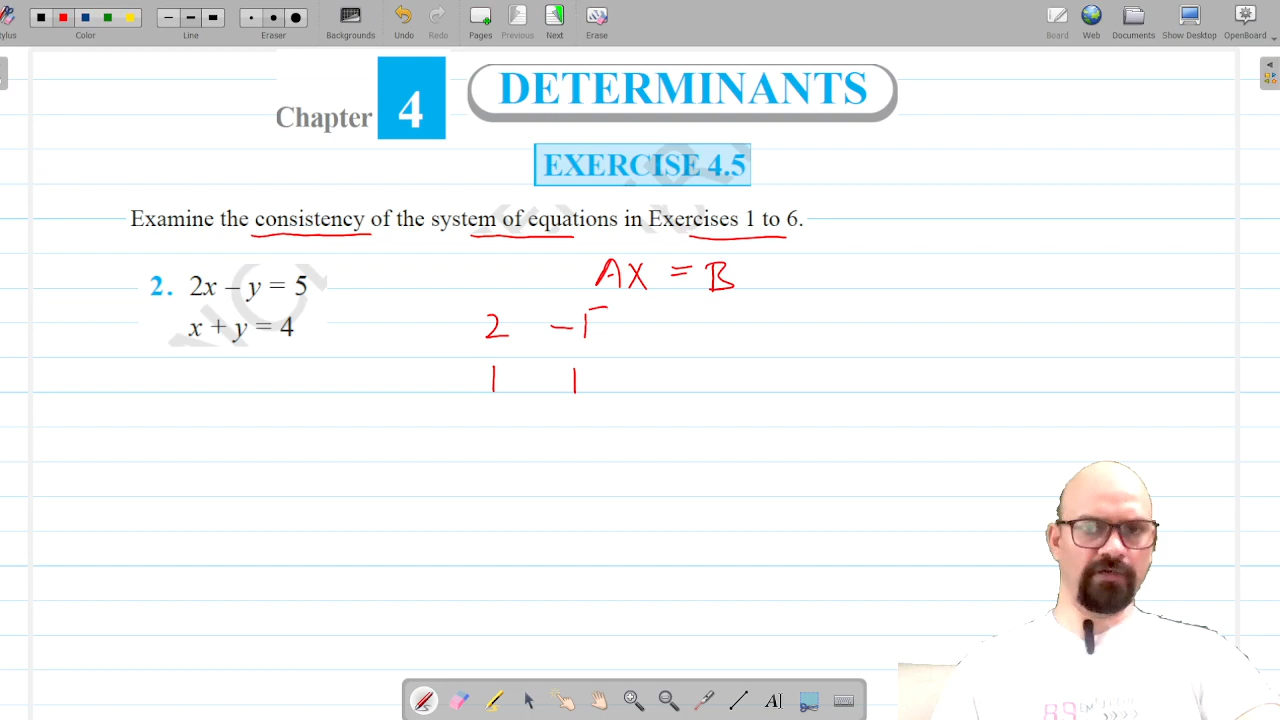 Color Line Eraser Backgrounds Undo Redo Pages Previous Next Erase Board Web Documents Show Desktop OpenBoard
Chapter 4 DETERMINANTS
EXERCISE 4.5
Examine the consistency of the system of equations in Exercises 1 to 6.
AX = B
2. 2x – y = 5
2 -1
x + y = 4
1 1